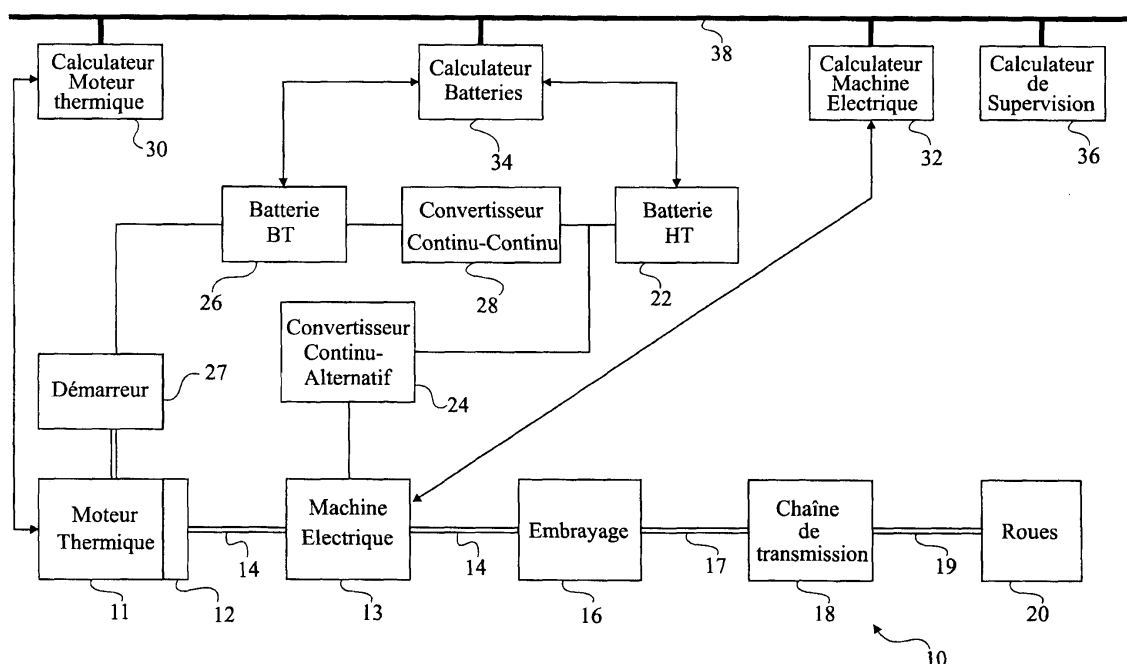 38
Calculateur
Moteur
thermique
30
Calculateur
Batteries
34
Calculateur
Machine
Electrique
32
Calculateur
de
Supervision
36
Batterie
BT
26
Convertisseur
Continu-Continu
28
Batterie
HT
22
Convertisseur
Continu-
Alternatif
24
Démarreur
27
Moteur
Thermique
11
12
14
Machine
Electrique
13
14
Embrayage
16
17
Chaîne
de
transmission
18
19
Roues
20
10